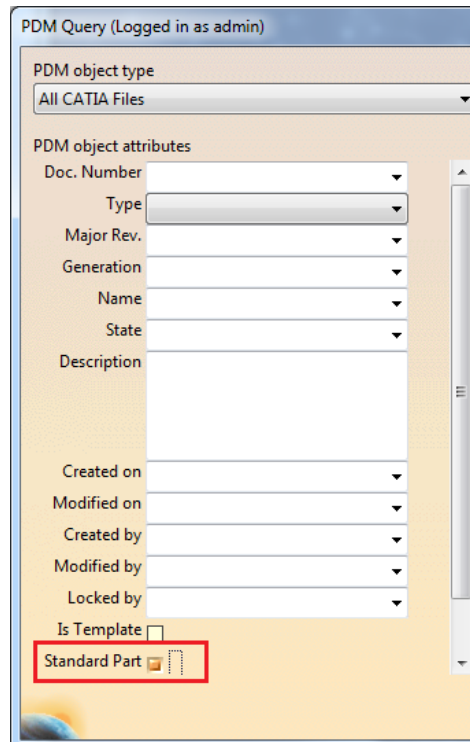 PDM Query (Logged in as admin)
PDM object type
All CATIA Files
PDM object attributes
Doc. Number
Type
Major Rev.
Generation
Name
State
Description
Created on
Modified on
Created by
Modified by
Locked by
Is Template
Standard Part